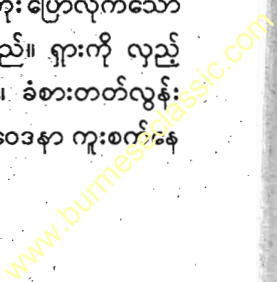 ပြောလိုက်သော
ရှားကို လှည့်
ခံစားတတ်လွန်း
ဝေဒနာ ကူးစက်နေ
www.burmeseclassic.com